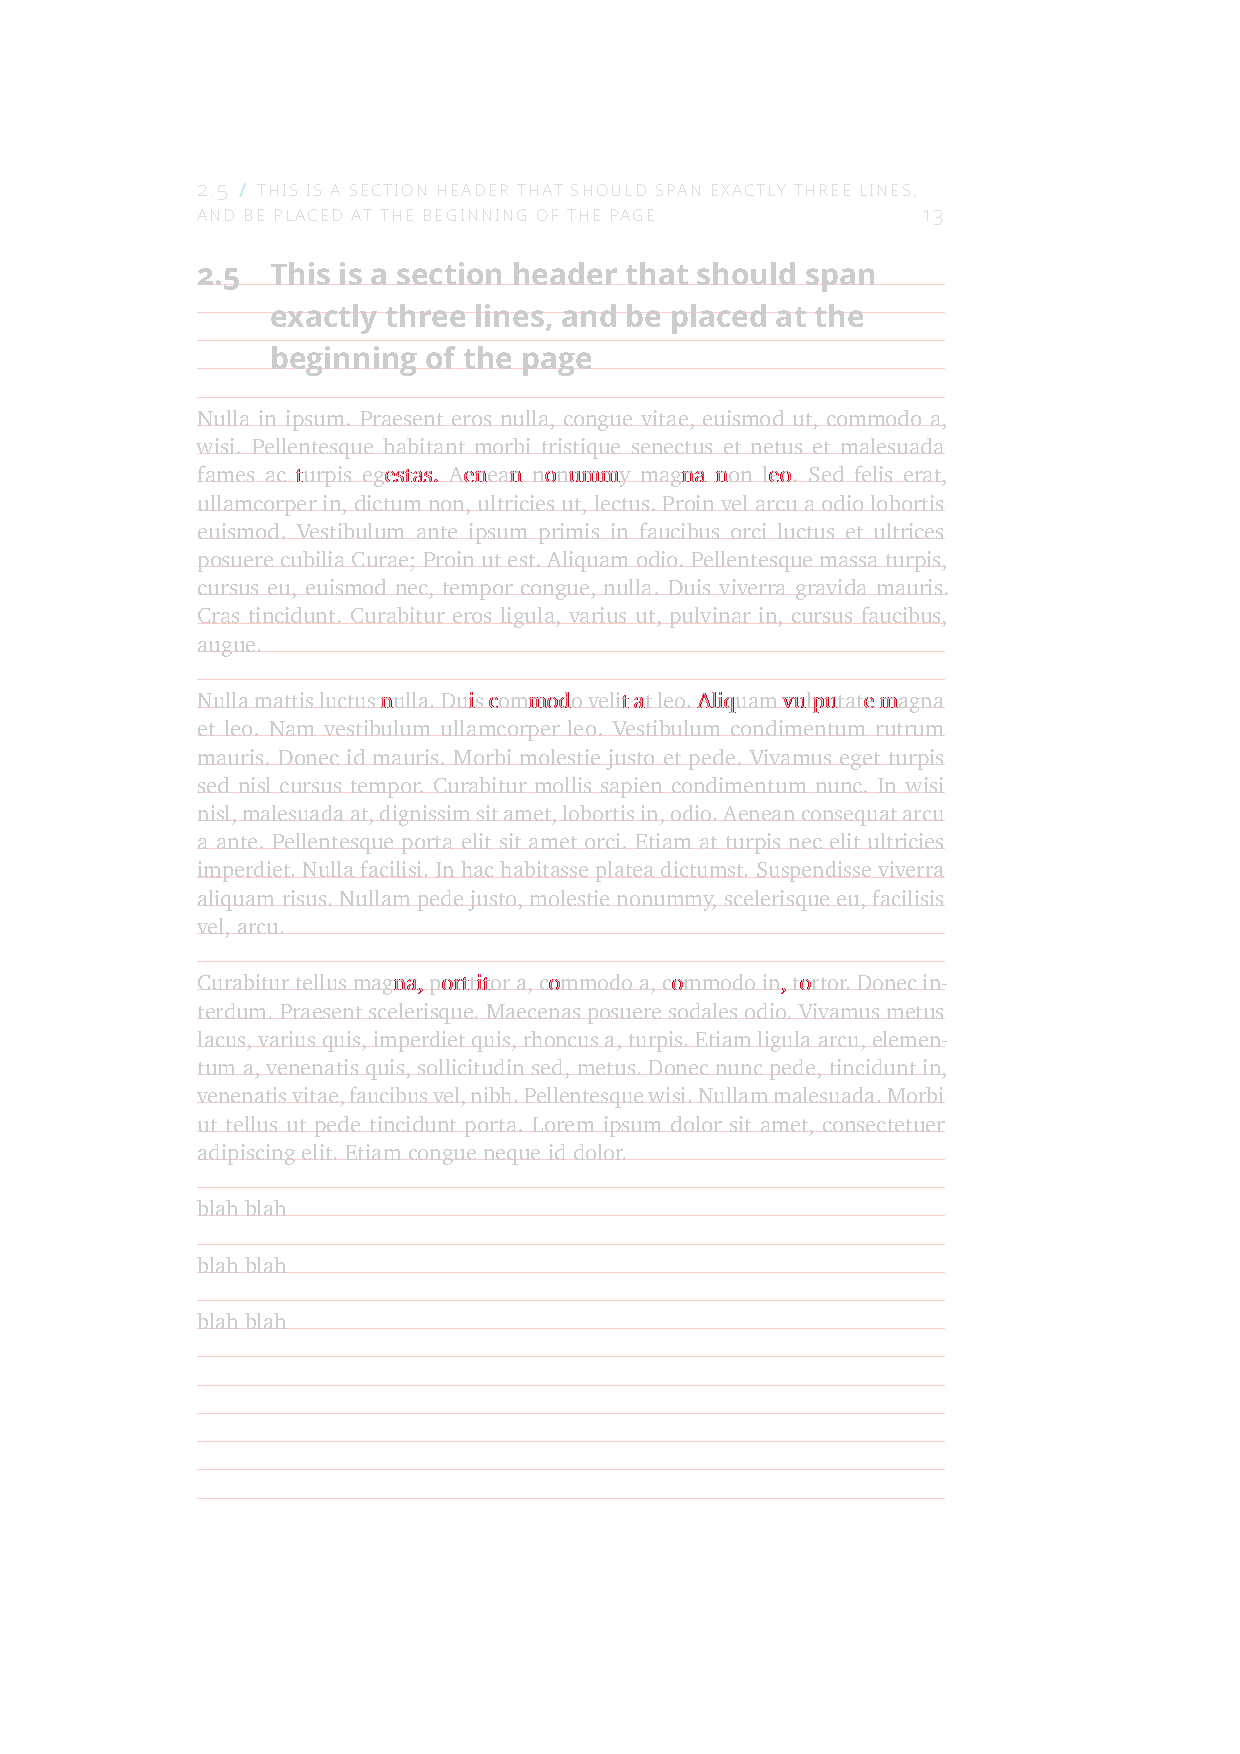 2.5 / THIS IS A SECTION HEADER THAT SHOULD SPAN EXACTLY THREE LINES,
AND BE PLACED AT THE BEGINNING OF THE PAGE 13
2.5 This is a section header that should span
exactly three lines, and be placed at the
beginning of the page
Nulla in ipsum. Praesent eros nulla, congue vitae, euismod ut, commodo a,
wisi. Pellentesque habitant morbi tristique senectus et netus et malesuada
fames ac turpis egestas. Aenean nonummy magna non leo. Sed felis erat,
ullamcorper in, dictum non, ultricies ut, lectus. Proin vel arcu a odio lobortis
euismod. Vestibulum ante ipsum primis in faucibus orci luctus et ultrices
posuere cubilia Curae; Proin ut est. Aliquam odio. Pellentesque massa turpis,
cursus eu, euismod nec, tempor congue, nulla. Duis viverra gravida mauris.
Cras tincidunt. Curabitur eros ligula, varius ut, pulvinar in, cursus faucibus,
augue.
Nulla mattis luctus nulla. Duis commodo velit at leo. Aliquam vulputate magna
et leo. Nam vestibulum ullamcorper leo. Vestibulum condimentum rutrum
mauris. Donec id mauris. Morbi molestie justo et pede. Vivamus eget turpis
sed nisl cursus tempor. Curabitur mollis sapien condimentum nunc. In wisi
nisl, malesuada at, dignissim sit amet, lobortis in, odio. Aenean consequat arcu
a ante. Pellentesque porta elit sit amet orci. Etiam at turpis nec elit ultricies
imperdiet. Nulla facilisi. In hac habitasse platea dictumst. Suspendisse viverra
aliquam risus. Nullam pede justo, molestie nonummy, scelerisque eu, facilisis
vel, arcu.
Curabitur tellus magna, porttitor a, commodo a, commodo in, tortor. Donec in-
terdum. Praesent scelerisque. Maecenas posuere sodales odio. Vivamus metus
lacus, varius quis, imperdiet quis, rhoncus a, turpis. Etiam ligula arcu, elemen-
tum a, venenatis quis, sollicitudin sed, metus. Donec nunc pede, tincidunt in,
venenatis vitae, faucibus vel, nibh. Pellentesque wisi. Nullam malesuada. Morbi
ut tellus ut pede tincidunt porta. Lorem ipsum dolor sit amet, consectetuer
adipiscing elit. Etiam congue neque id dolor.
blah blah
blah blah
blah blah